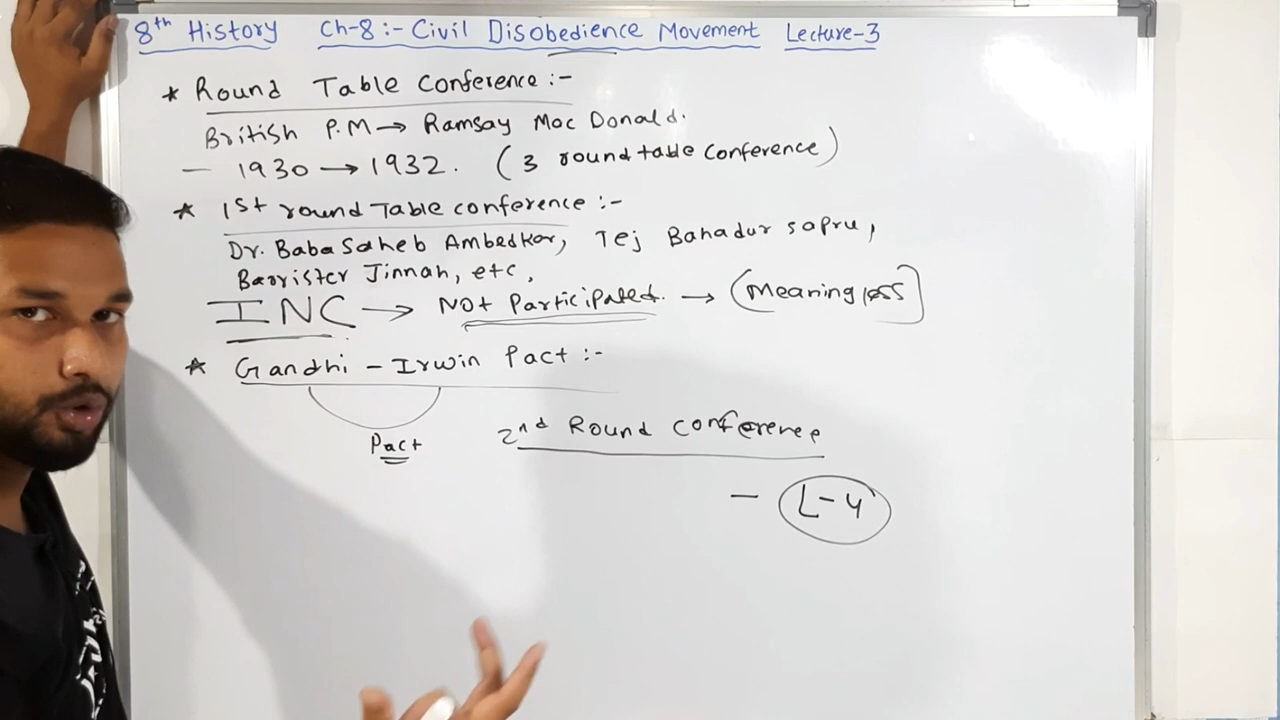 8th History Ch-8:- Civil Disobedience Movement Lecture-3
* Round Table Conference:-
British P.M → Ramsay Mac Donald.
— 1930 → 1932. (3 round table conference)
* 1st round Table conference:-
Dr. Baba Saheb Ambedkar, Tej Bahadur sapru,
Barrister Jinnah, etc,
INC → Not Participated. → (Meaningless)
* Gandhi - Irwin Pact:-
Pact
2nd Round conference
— L-4